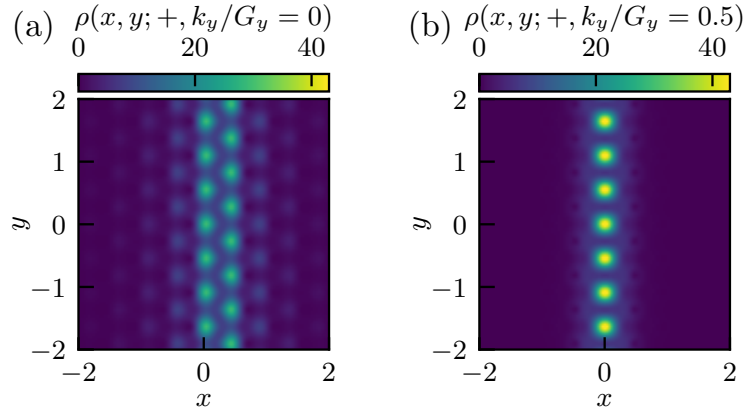 (a) ρ(x, y; +, k_y/G_y = 0)
0 20 40
2
1
0
−1
−2
y
−2 0 2
x
(b) ρ(x, y; +, k_y/G_y = 0.5)
0 20 40
2
1
0
−1
−2
y
−2 0 2
x